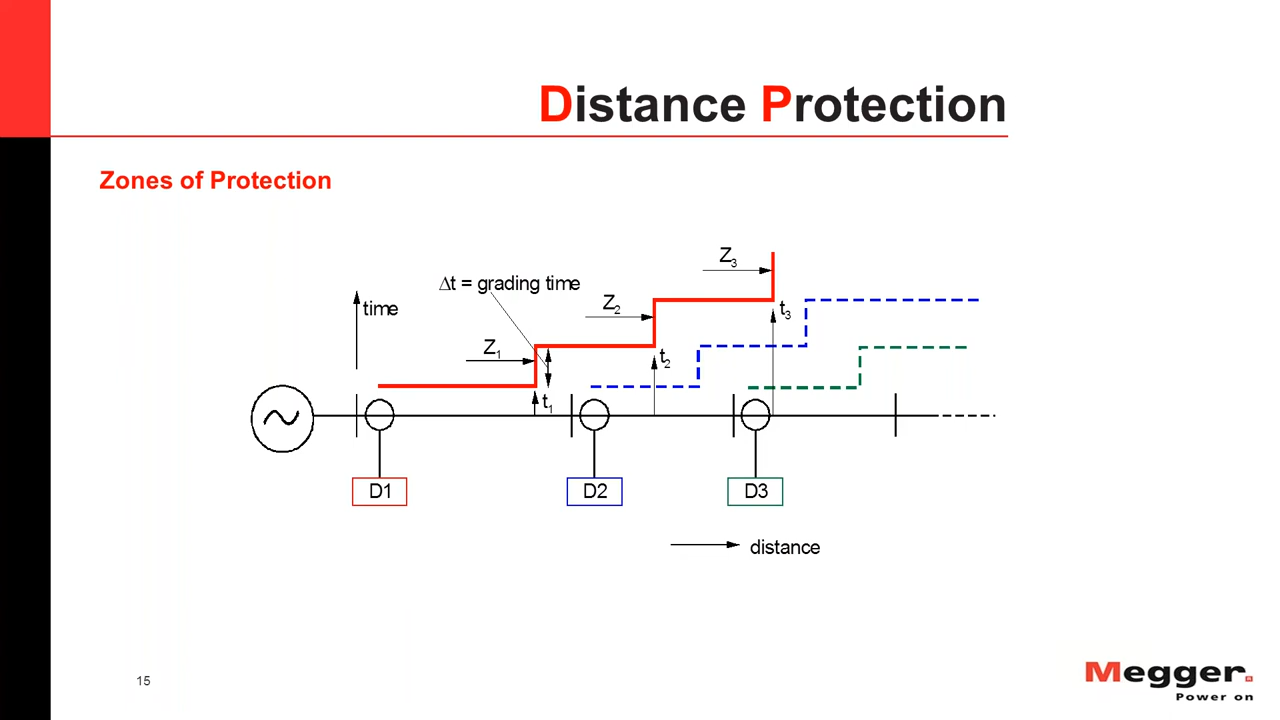 Distance Protection
Zones of Protection
Z3
Δt = grading time
Z2
time
t3
Z1
t2
t1
D1
D2
D3
distance
15
Megger.
Power on